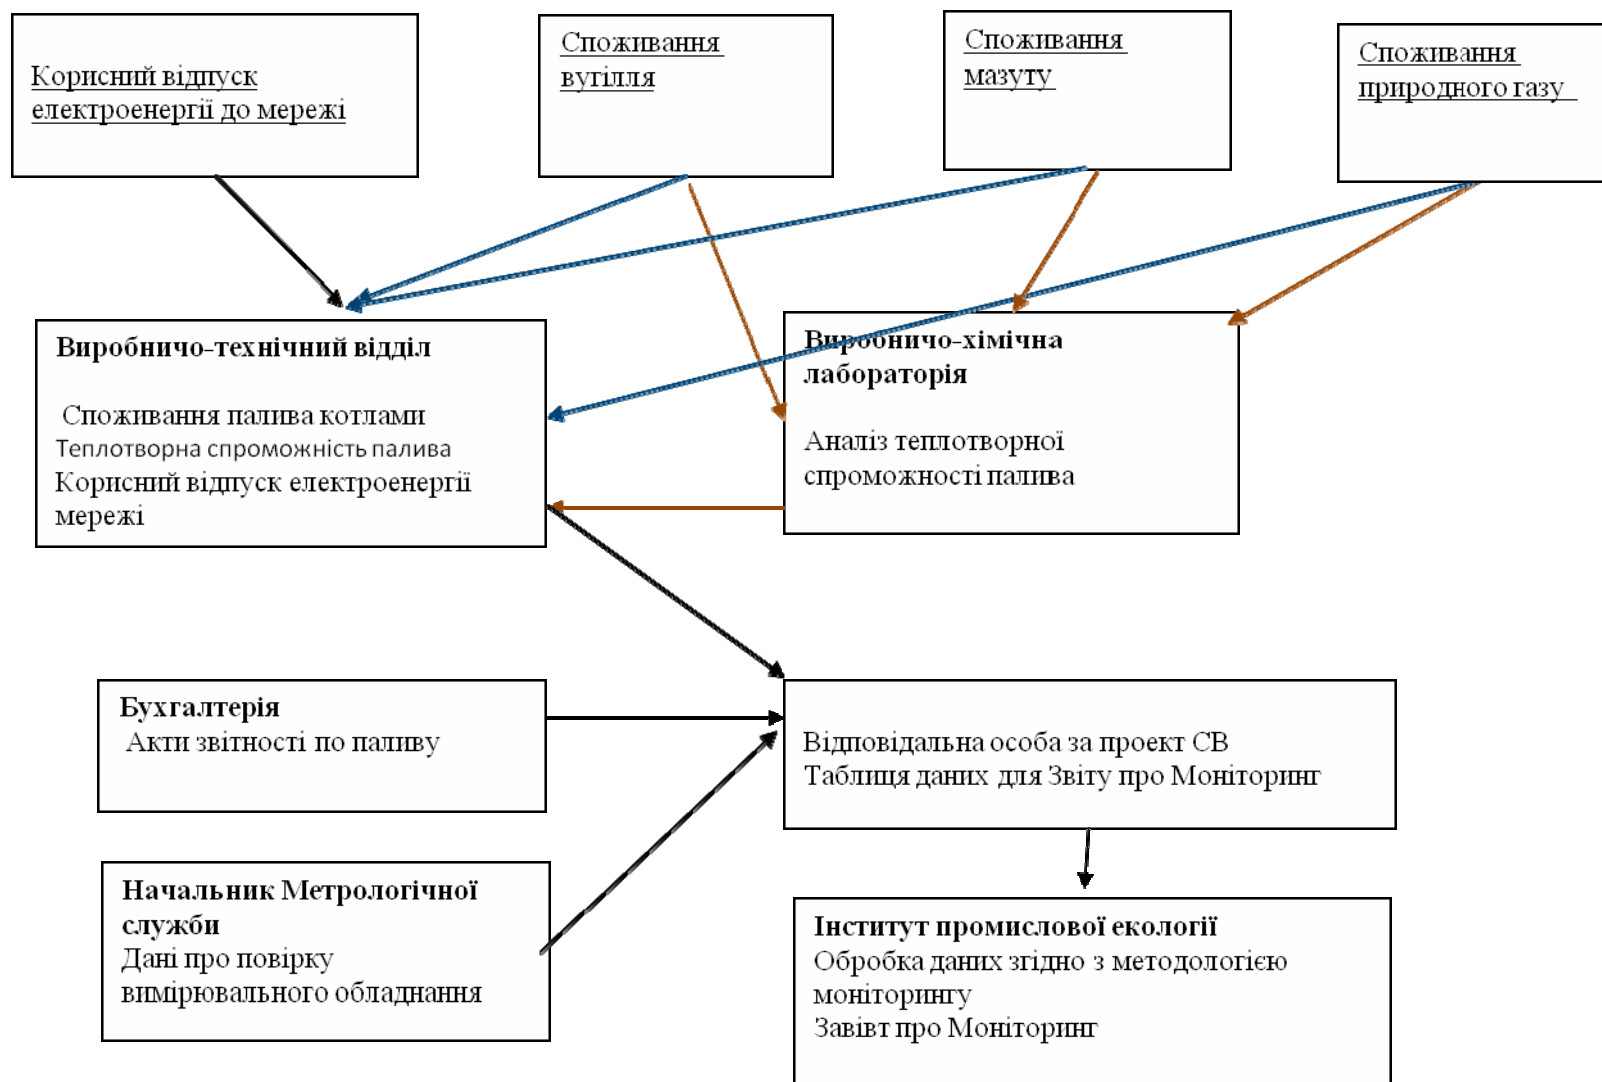 Корисний відпуск
електроенергії до мережі
Споживання
вугілля
Споживання
мазуту
Споживання
природного газу
Виробничо-технічний відділ
Споживання палива котлами
Теплотворна спроможність палива
Корисний відпуск електроенергії
мережі
Виробничо-хімічна
лабораторія
Аналіз теплотворної
спроможності палива
Бухгалтерія
Акти звітності по паливу
Відповідальна особа за проект СВ
Таблиця даних для Звіту про Моніторинг
Начальник Метрологічної
служби
Дані про повірку
вимірювального обладнання
Інститут промислової екології
Обробка даних згідно з методологією
моніторингу
Завівт про Моніторинг